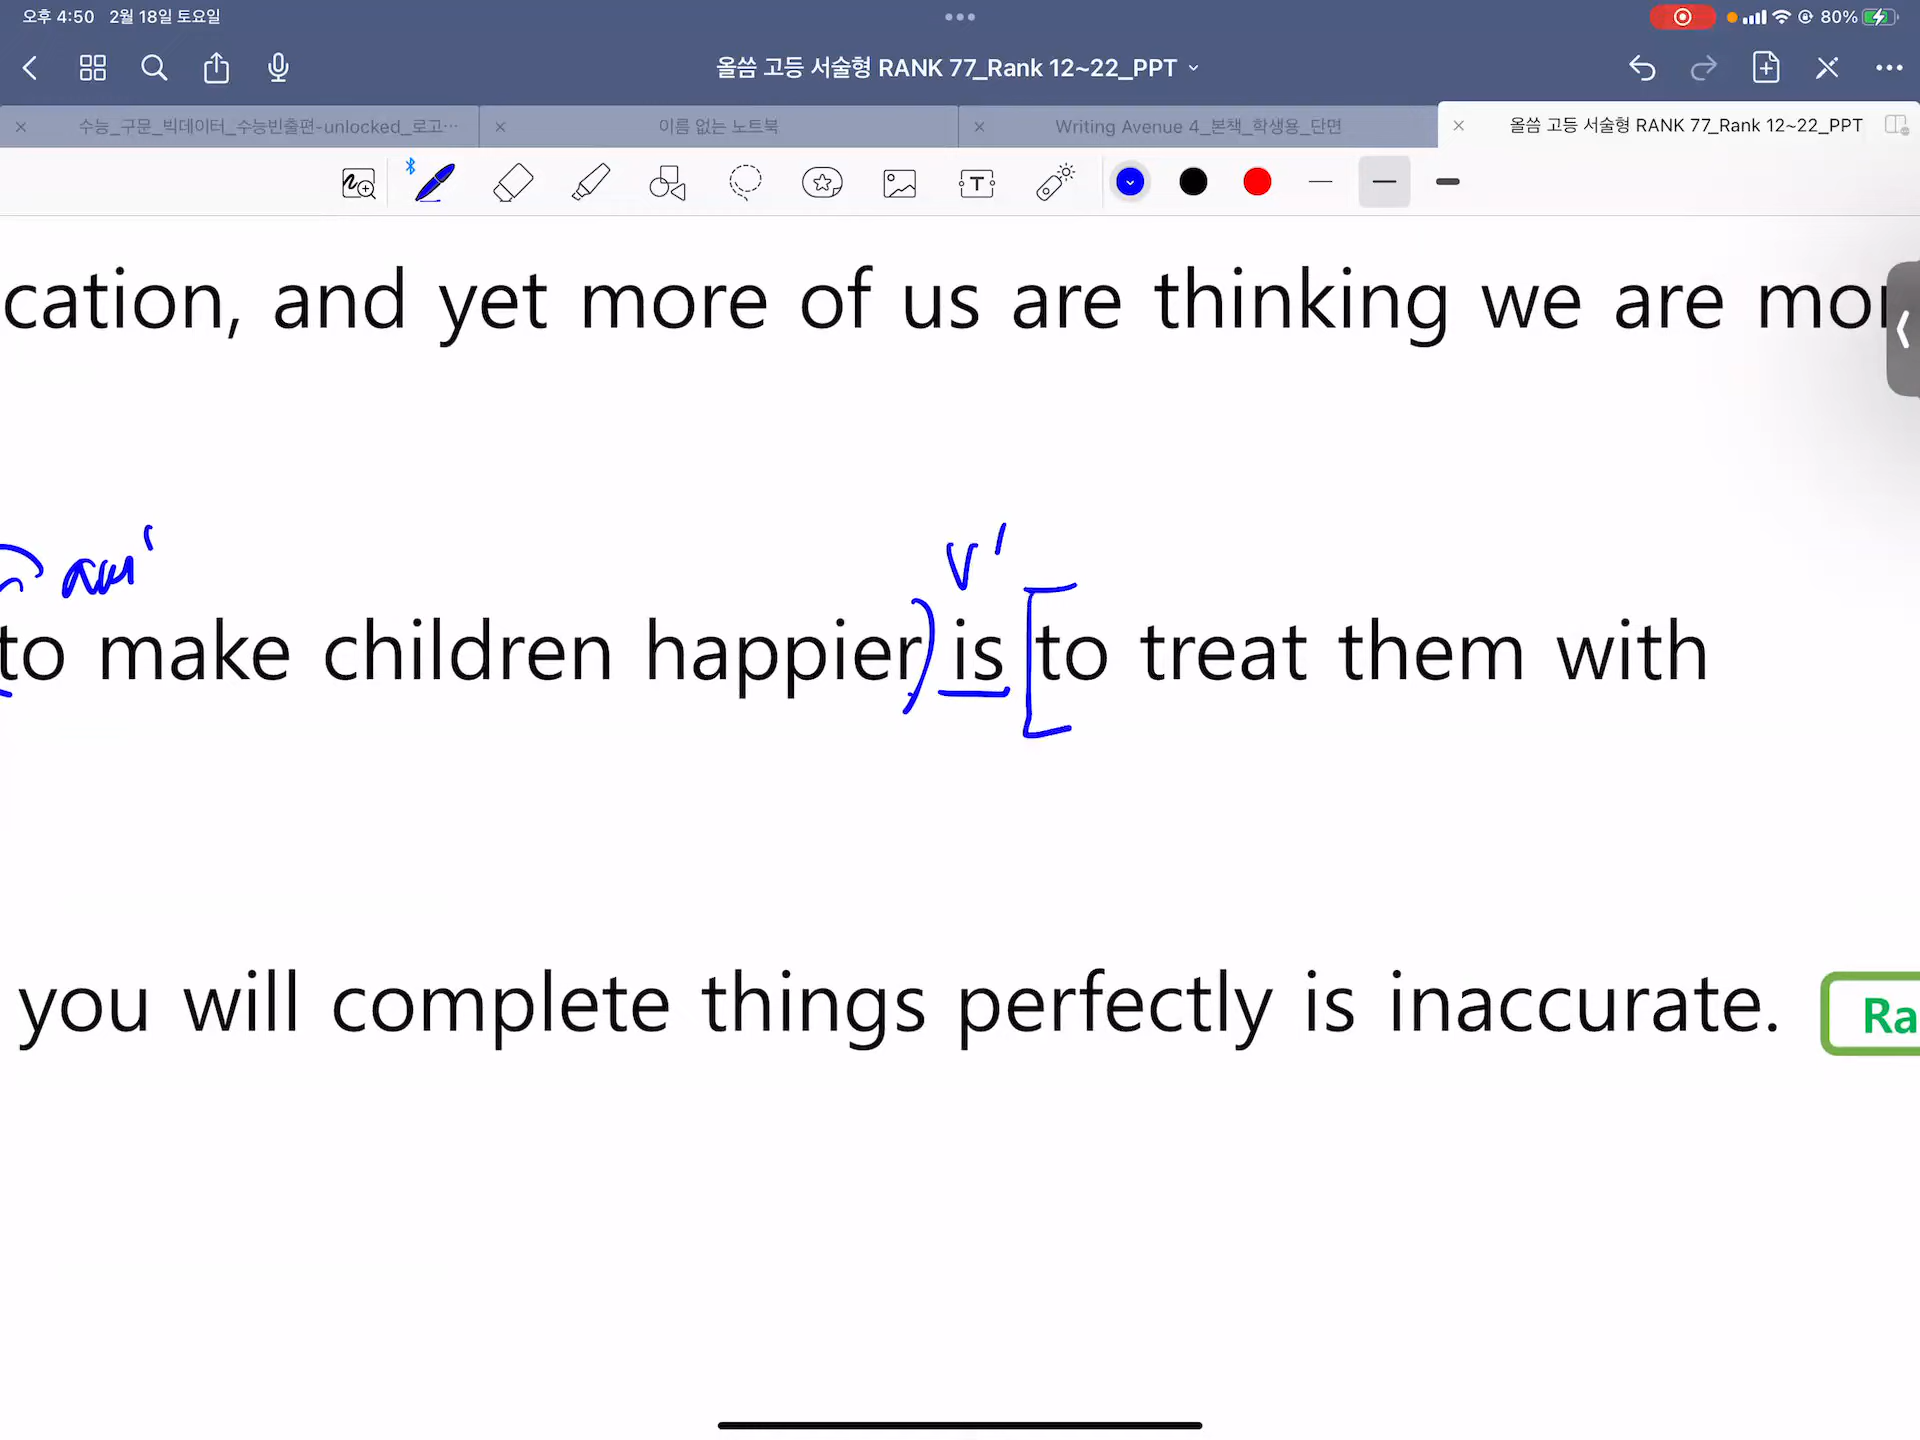 오후 4:50 2월 18일 토요일
80%
올씀 고등 서술형 RANK 77_Rank 12~22_PPT
수능_구문_빅데이터_수능빈출편-unlocked_로고…
이름 없는 노트북
Writing Avenue 4_본책_학생용_단면
올씀 고등 서술형 RANK 77_Rank 12~22_PPT
cation, and yet more of us are thinking we are mor
V'
to make children happier) is [to treat them with
you will complete things perfectly is inaccurate.
Ra